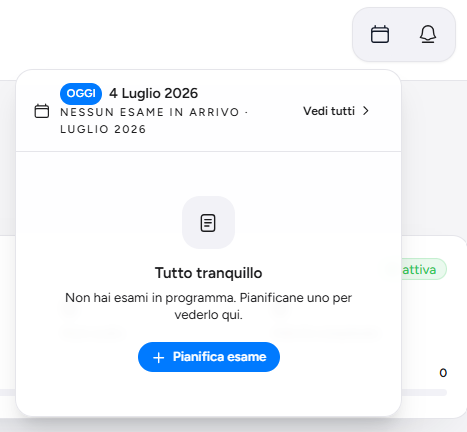 OGGI 4 Luglio 2026
NESSUN ESAME IN ARRIVO ·
LUGLIO 2026
Vedi tutti
Tutto tranquillo
Non hai esami in programma. Pianificane uno per
vederlo qui.
Pianifica esame
attiva
0